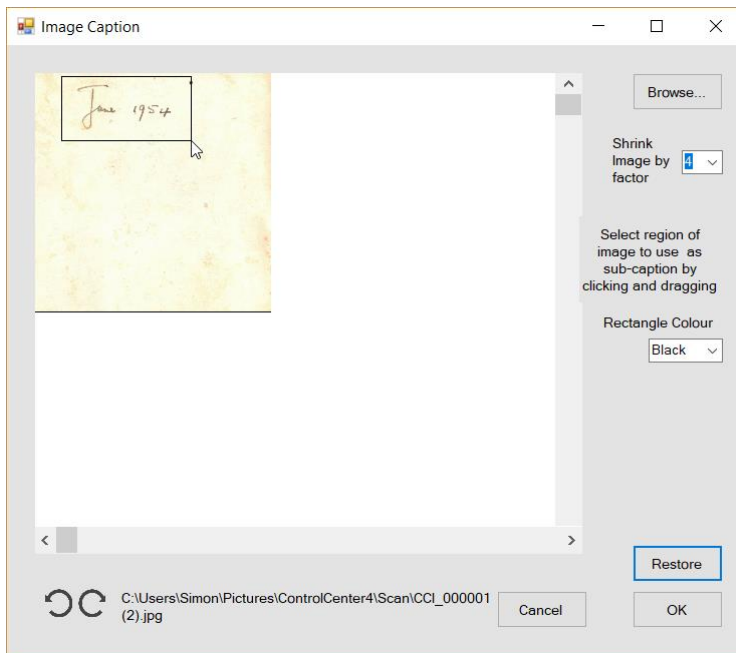 Image Caption
June 1954
Browse...
Shrink
Image by
factor
4
Select region of
image to use as
sub-caption by
clicking and dragging
Rectangle Colour
Black
Restore
C:\Users\Simon\Pictures\ControlCenter4\Scan\CCI_000001
(2).jpg
Cancel
OK